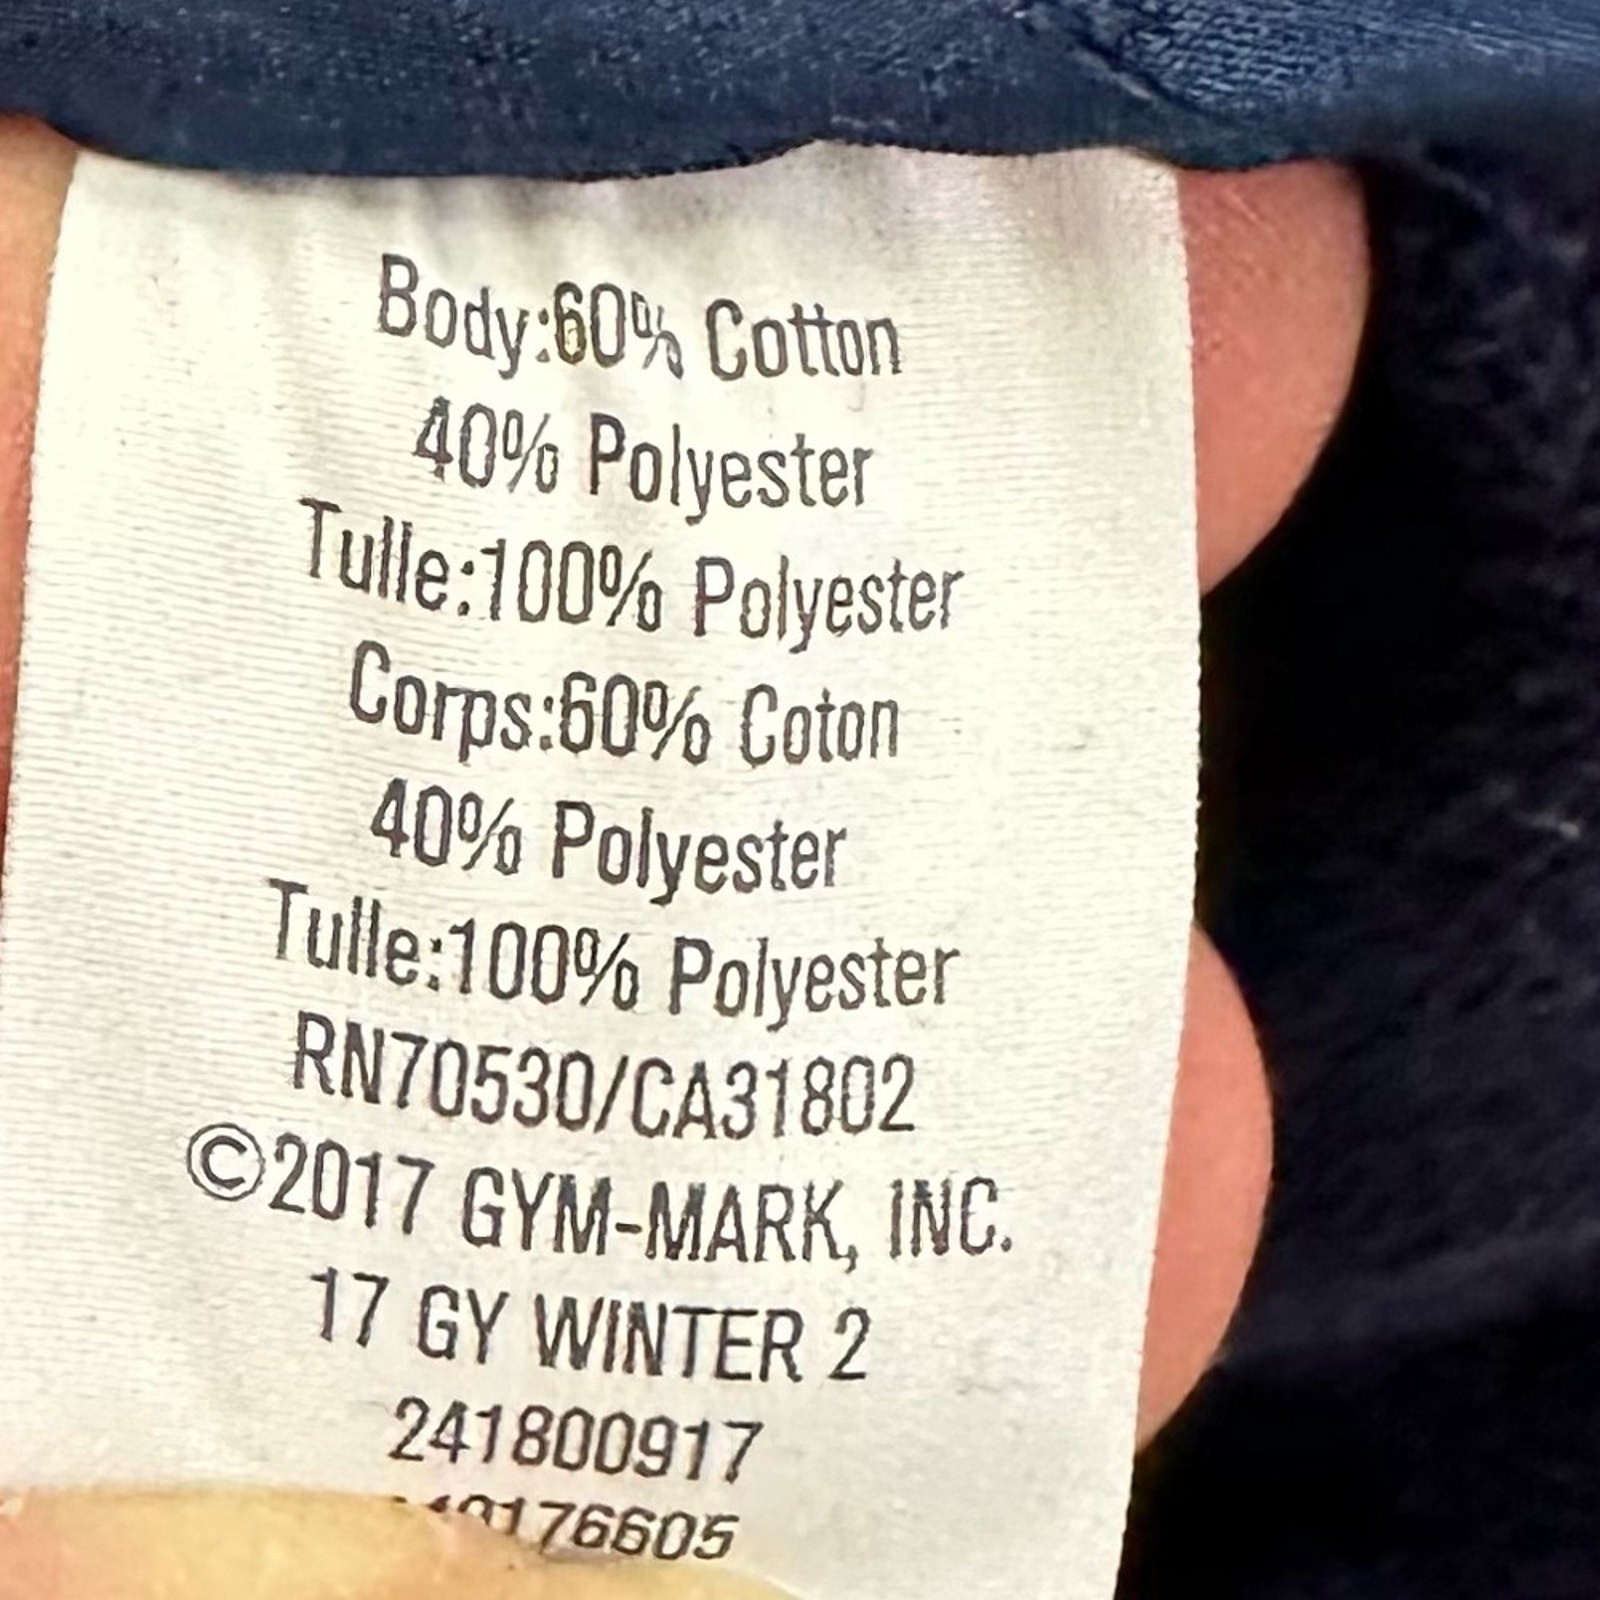 Body:60% Cotton
40% Polyester
Tulle:100% Polyester
Corps:60% Coton
40% Polyester
Tulle:100% Polyester
RN70530/CA31802
©2017 GYM-MARK, INC.
17 GY WINTER 2
241800917